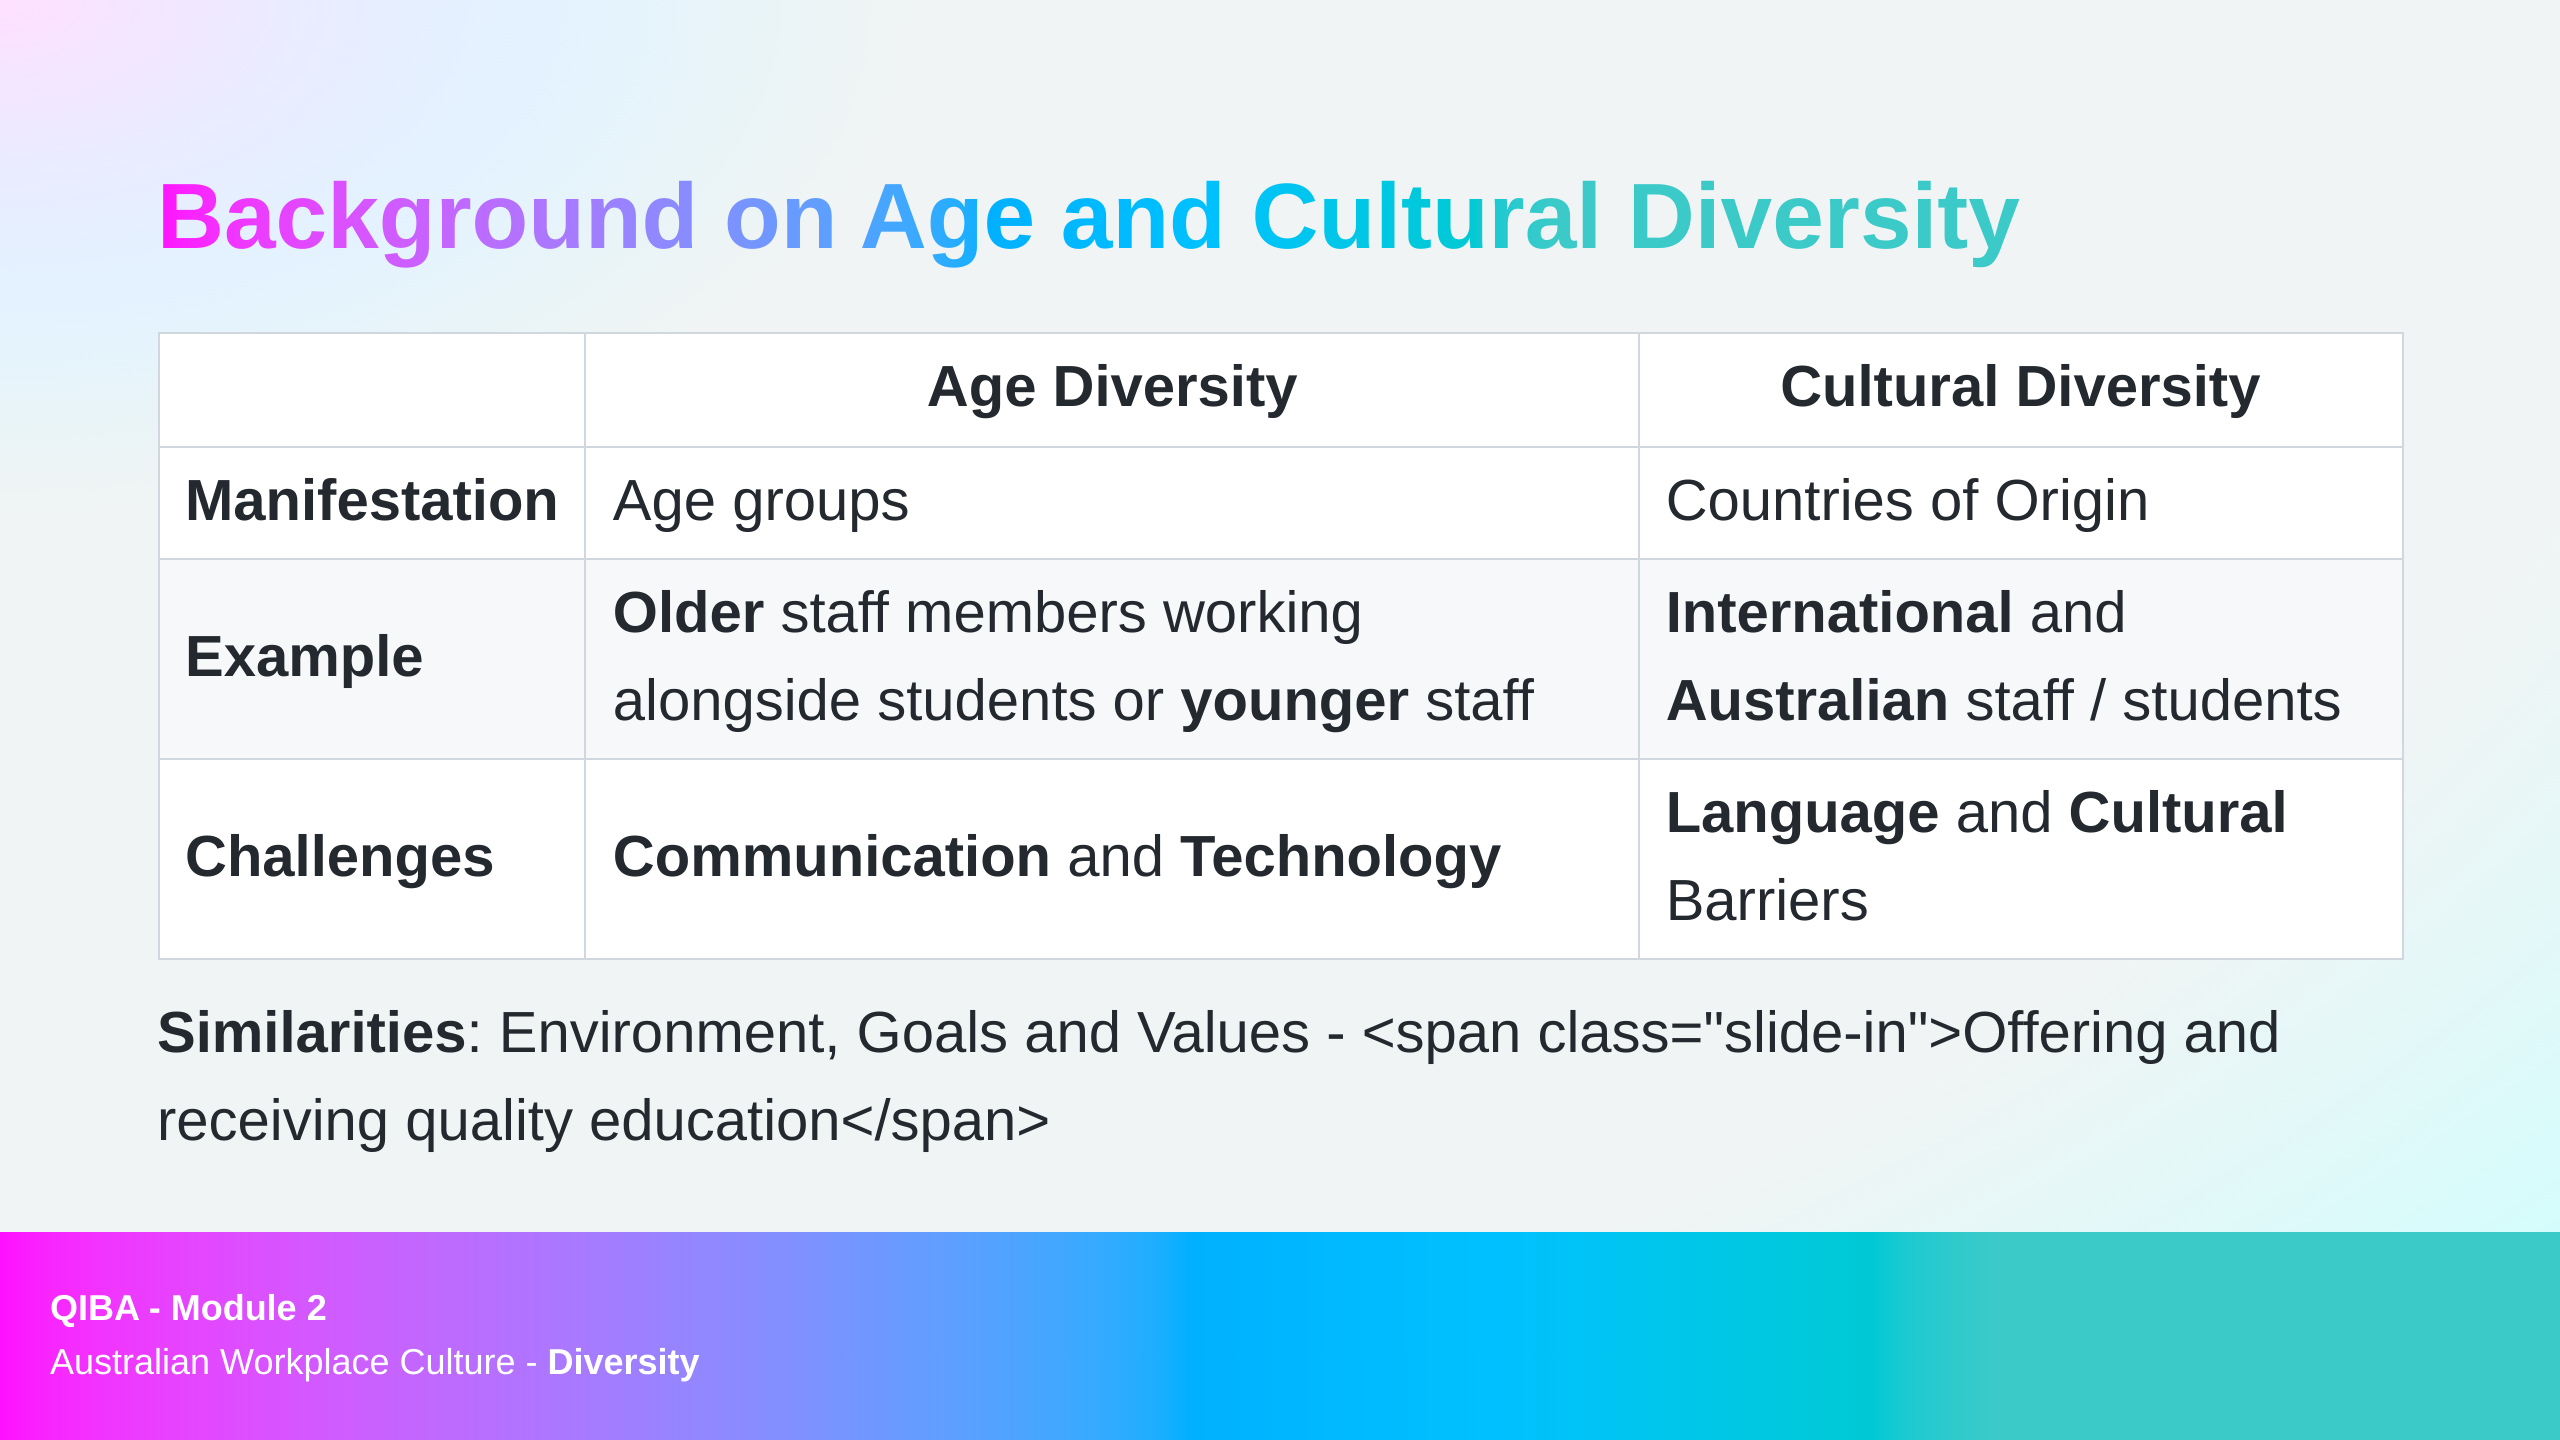 Background on Age and Cultural Diversity
Age Diversity Cultural Diversity
Manifestation Age groups Countries of Origin
Example
Older staff members working
alongside students or younger staff
International and
Australian staff / students
Challenges
Communication and Technology
Language and Cultural
Barriers
Similarities: Environment, Goals and Values - <span class="slide-in">Offering and
receiving quality education</span>
QIBA - Module 2
Australian Workplace Culture - Diversity